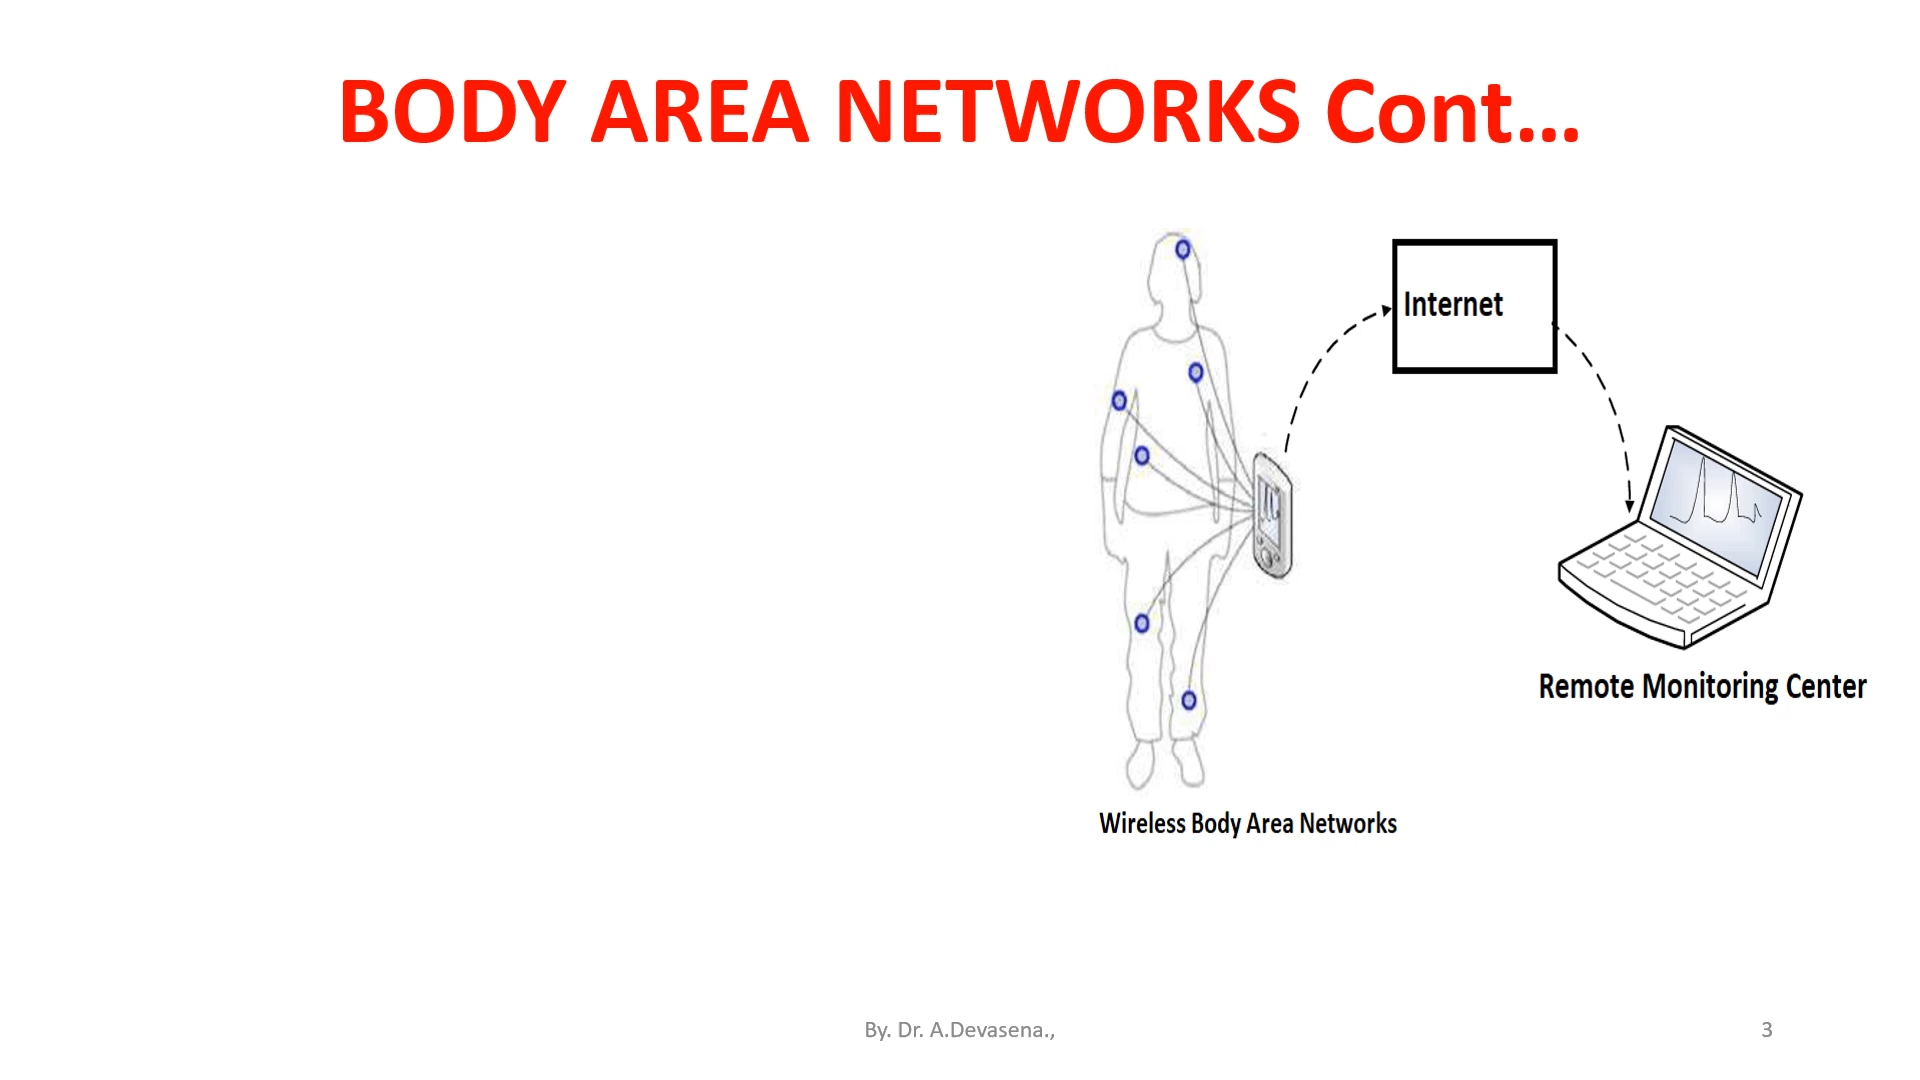 BODY AREA NETWORKS Cont...
Internet
Remote Monitoring Center
Wireless Body Area Networks
By. Dr. A.Devasena.,
3